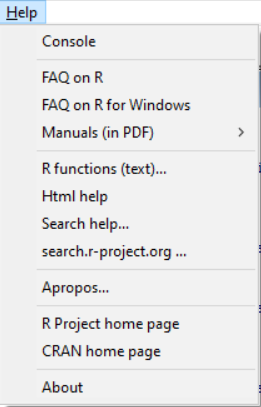 Help
Console
FAQ on R
FAQ on R for Windows
Manuals (in PDF)
R functions (text)...
Html help
Search help...
search.r-project.org ...
Apropos...
R Project home page
CRAN home page
About